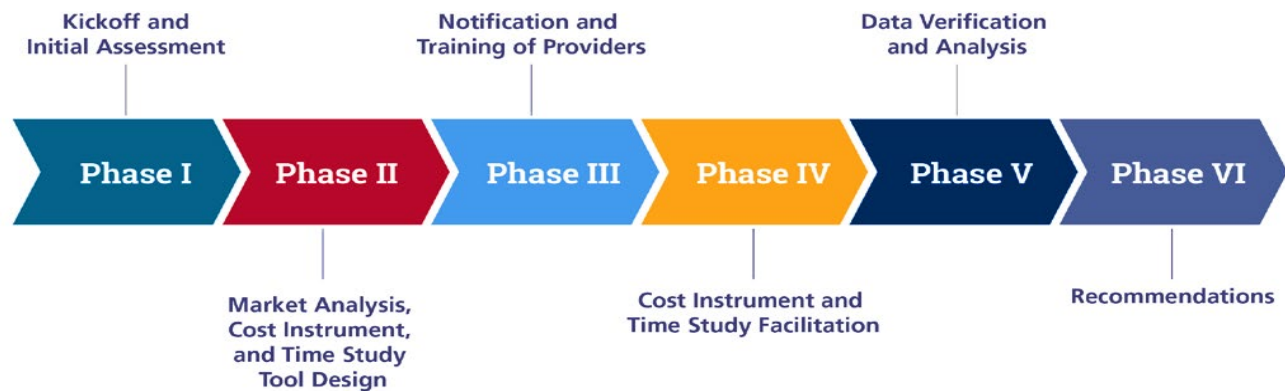 Kickoff and
Initial Assessment
Notification and
Training of Providers
Data Verification
and Analysis
Phase I
Phase II
Phase III
Phase IV
Phase V
Phase VI
Market Analysis,
Cost Instrument,
and Time Study
Tool Design
Cost Instrument and
Time Study Facilitation
Recommendations